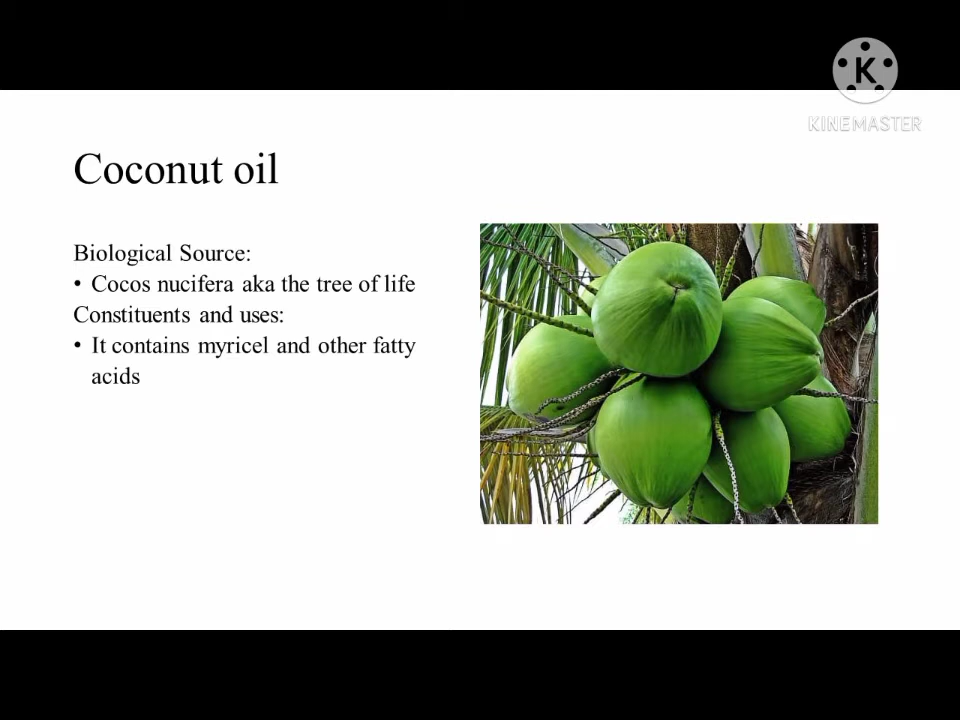 KINEMASTER
Coconut oil
Biological Source:
• Cocos nucifera aka the tree of life
Constituents and uses:
• It contains myricel and other fatty
acids